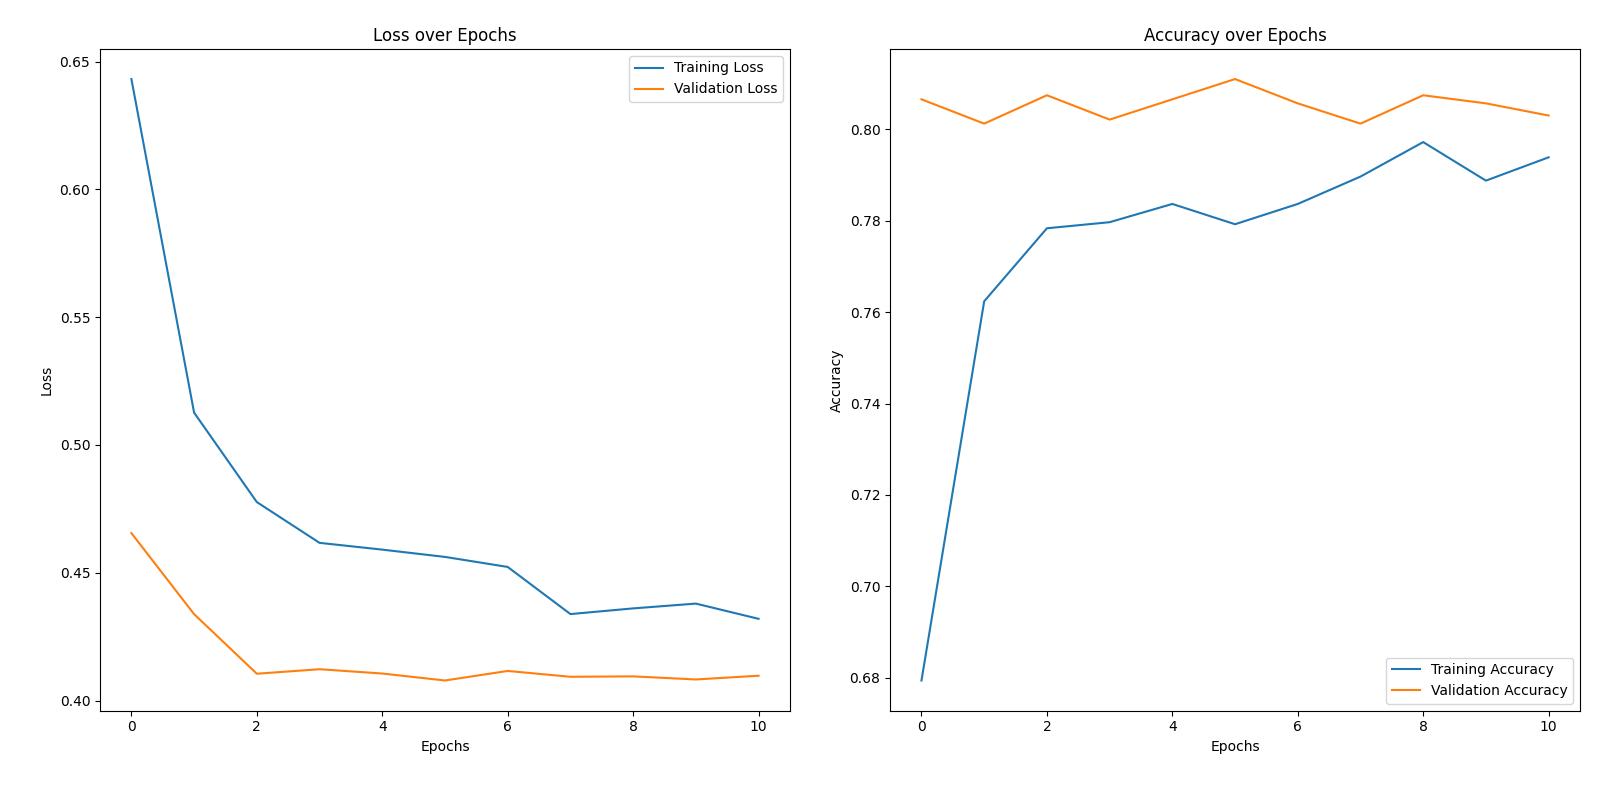 Loss over Epochs
Training Loss
Validation Loss
0.65
0.60
0.55
0.50
0.45
0.40
Loss
0 2 4 6 8 10
Epochs
Accuracy over Epochs
0.80
0.78
0.76
0.74
0.72
0.70
0.68
Accuracy
Training Accuracy
Validation Accuracy
0 2 4 6 8 10
Epochs